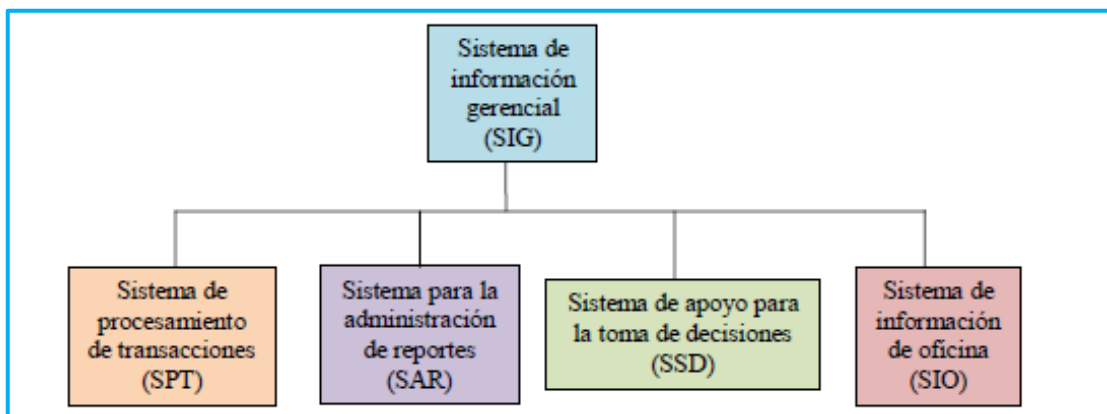 Sistema de
información
gerencial
(SIG)
Sistema de
procesamiento
de transacciones
(SPT)
Sistema para la
administración
de reportes
(SAR)
Sistema de apoyo para
la toma de decisiones
(SSD)
Sistema de
información
de oficina
(SIO)